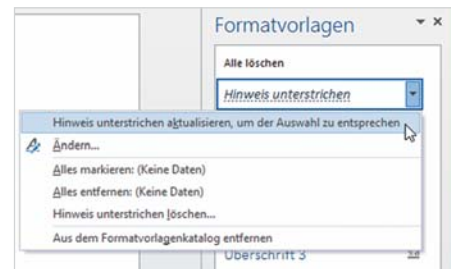 Formatvorlagen
Alle löschen
Hinweis unterstrichen
Hinweis unterstrichen aktualisieren, um der Auswahl zu entsprechen
Ändern...
Alles markieren: (Keine Daten)
Alles entfernen: (Keine Daten)
Hinweis unterstrichen löschen...
Aus dem Formatvorlagenkatalog entfernen
Überschrift 3